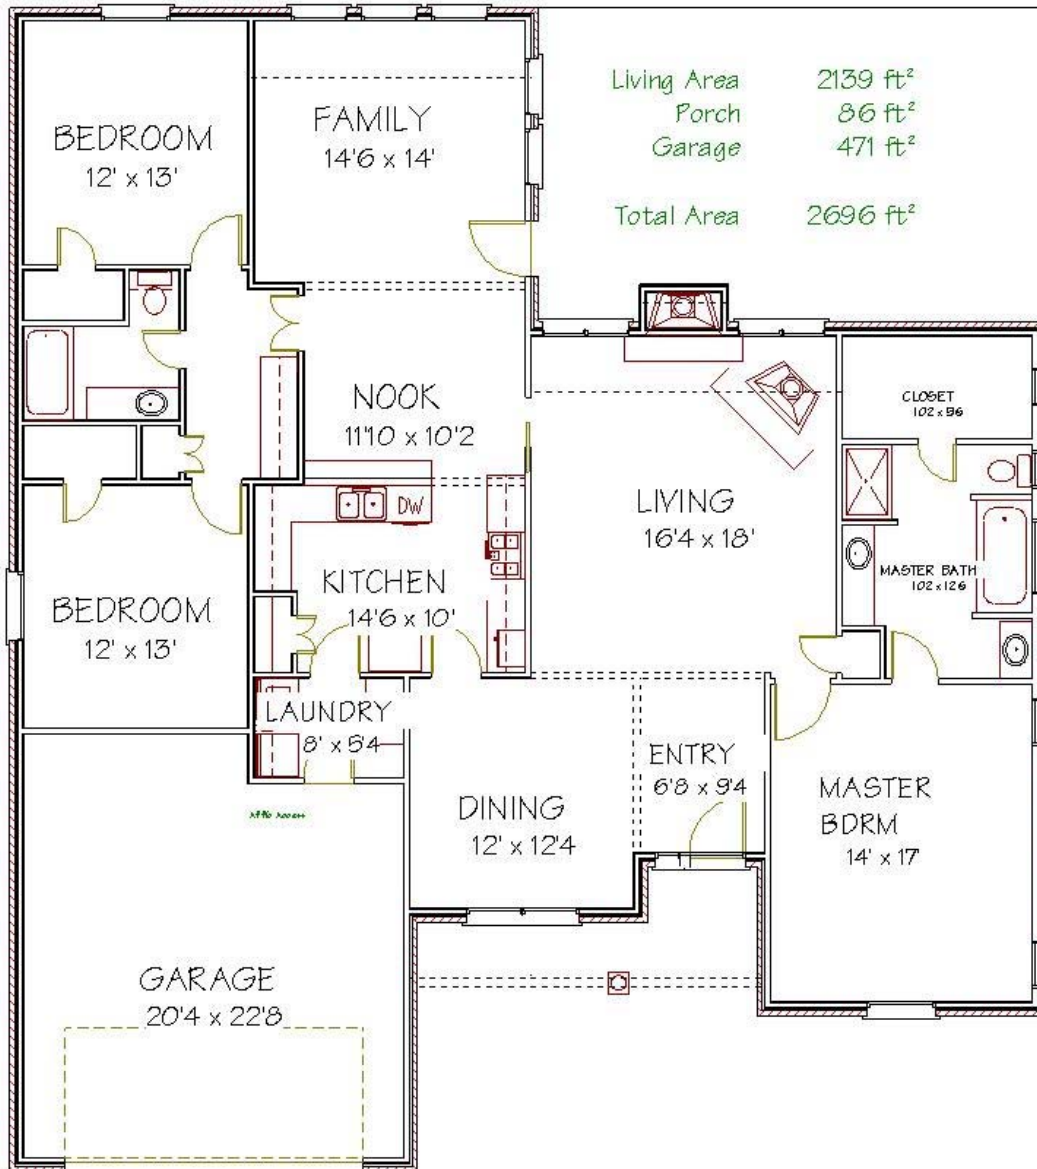 Living Area 2139 ft²
Porch 86 ft²
Garage 471 ft²
Total Area 2696 ft²
BEDROOM
12' x 13'
FAMILY
14'6 x 14'
NOOK
11'10 x 10'2
CLOSET
102 x 56
LIVING
16'4 x 18'
DW
KITCHEN
14'6 x 10'
MASTER BATH
102 x 126
BEDROOM
12' x 13'
LAUNDRY
8' x 54
ENTRY
6'8 x 9'4
DINING
12' x 12'4
MASTER
BDRM
14' x 17'
GARAGE
20'4 x 22'8